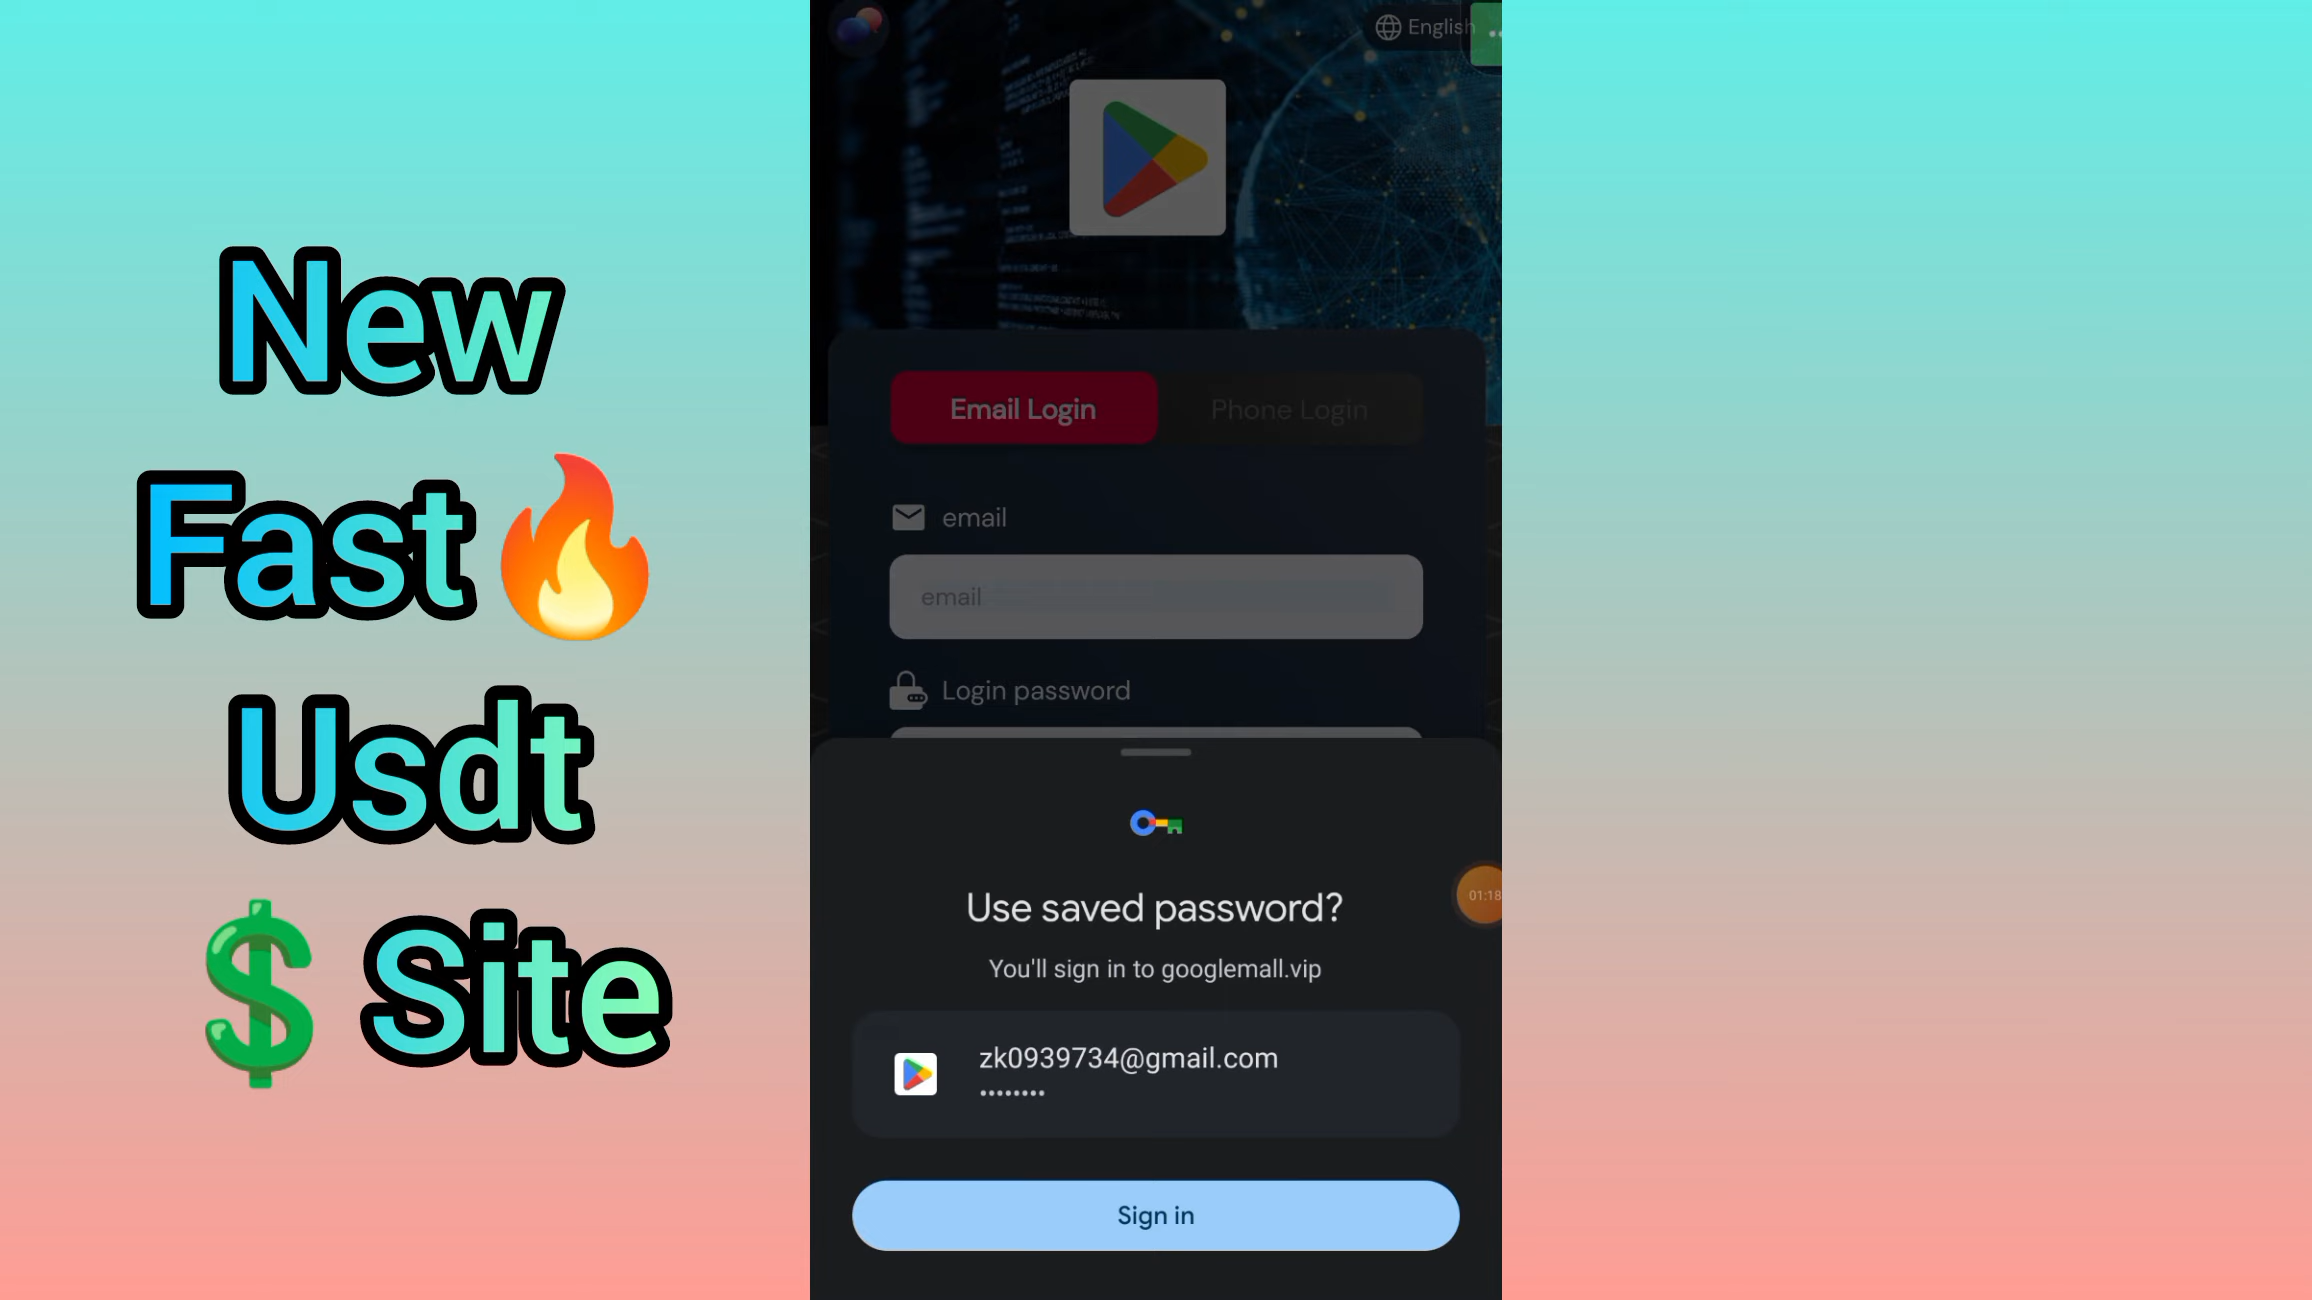 New
Fast🔥
Usdt
💲Site
English
Email Login
Phone Login
email
email
Login password
Use saved password?
You'll sign in to googlemall.vip
zk0939734@gmail.com
••••••••
01:18
Sign in